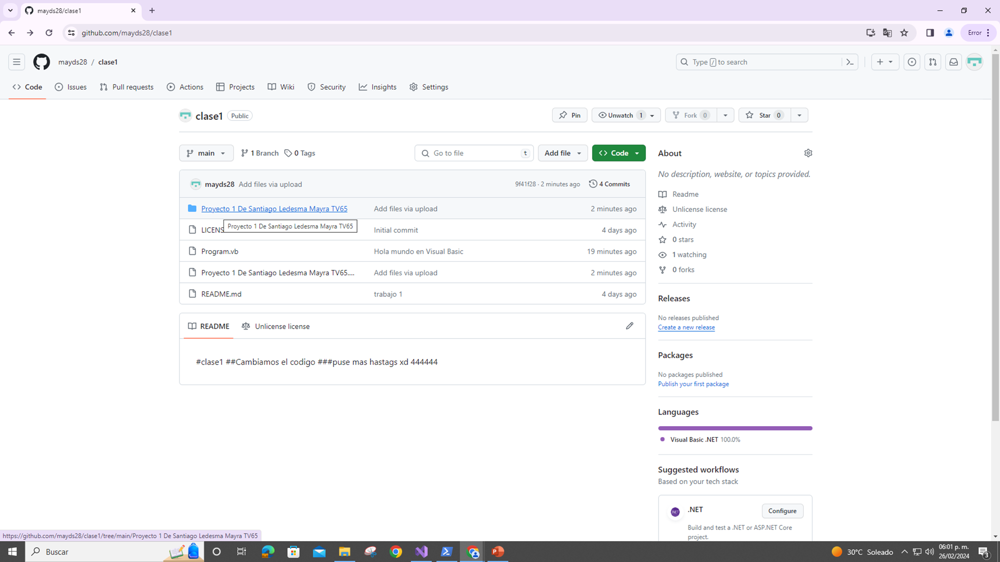 mayds28/clase1
github.com/mayds28/clase1
Error
mayds28 / clase1
Type / to search
Code Issues Pull requests Actions Projects Wiki Security Insights Settings
clase1 Public
Pin Unwatch 1 Fork 0 Star 0
main 1 Branch 0 Tags Go to file t Add file Code
mayds28 Add files via upload 9f41f28 · 2 minutes ago 4 Commits
Proyecto 1 De Santiago Ledesma Mayra TV65 Add files via upload 2 minutes ago
Proyecto 1 De Santiago Ledesma Mayra TV65
LICENS Initial commit 4 days ago
Program.vb Hola mundo en Visual Basic 19 minutes ago
Proyecto 1 De Santiago Ledesma Mayra TV65.... Add files via upload 2 minutes ago
README.md trabajo 1 4 days ago
README Unlicense license
#clase1 ##Cambiamos el codigo ###puse mas hastags xd 444444
About
No description, website, or topics provided.
Readme
Unlicense license
Activity
0 stars
1 watching
0 forks
Releases
No releases published
Create a new release
Packages
No packages published
Publish your first package
Languages
Visual Basic .NET 100.0%
Suggested workflows
Based on your tech stack
NET
.NET Configure
Build and test a .NET or ASP.NET Core
project.
https://github.com/mayds28/clase1/tree/main/Proyecto 1 De Santiago Ledesma Mayra TV65
Buscar
30°C Soleado
06:01 p. m.
26/02/2024
3